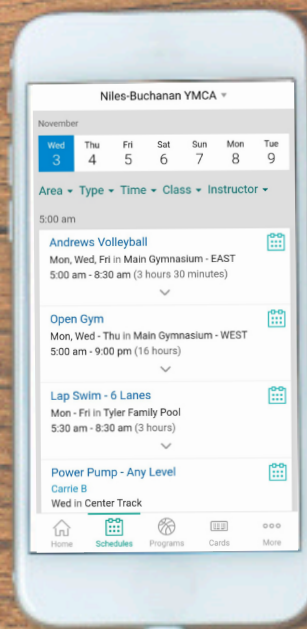 Niles-Buchanan YMCA
November
Wed Thu Fri Sat Sun Mon Tue
3 4 5 6 7 8 9
Area Type Time Class Instructor
5:00 am
Andrews Volleyball
Mon, Wed, Fri in Main Gymnasium - EAST
5:00 am - 8:30 am (3 hours 30 minutes)
Open Gym
Mon, Wed - Thu in Main Gymnasium - WEST
5:00 am - 9:00 pm (16 hours)
Lap Swim - 6 Lanes
Mon - Fri in Tyler Family Pool
5:30 am - 8:30 am (3 hours)
Power Pump - Any Level
Carrie B
Wed in Center Track
Home Schedules Programs Cards More